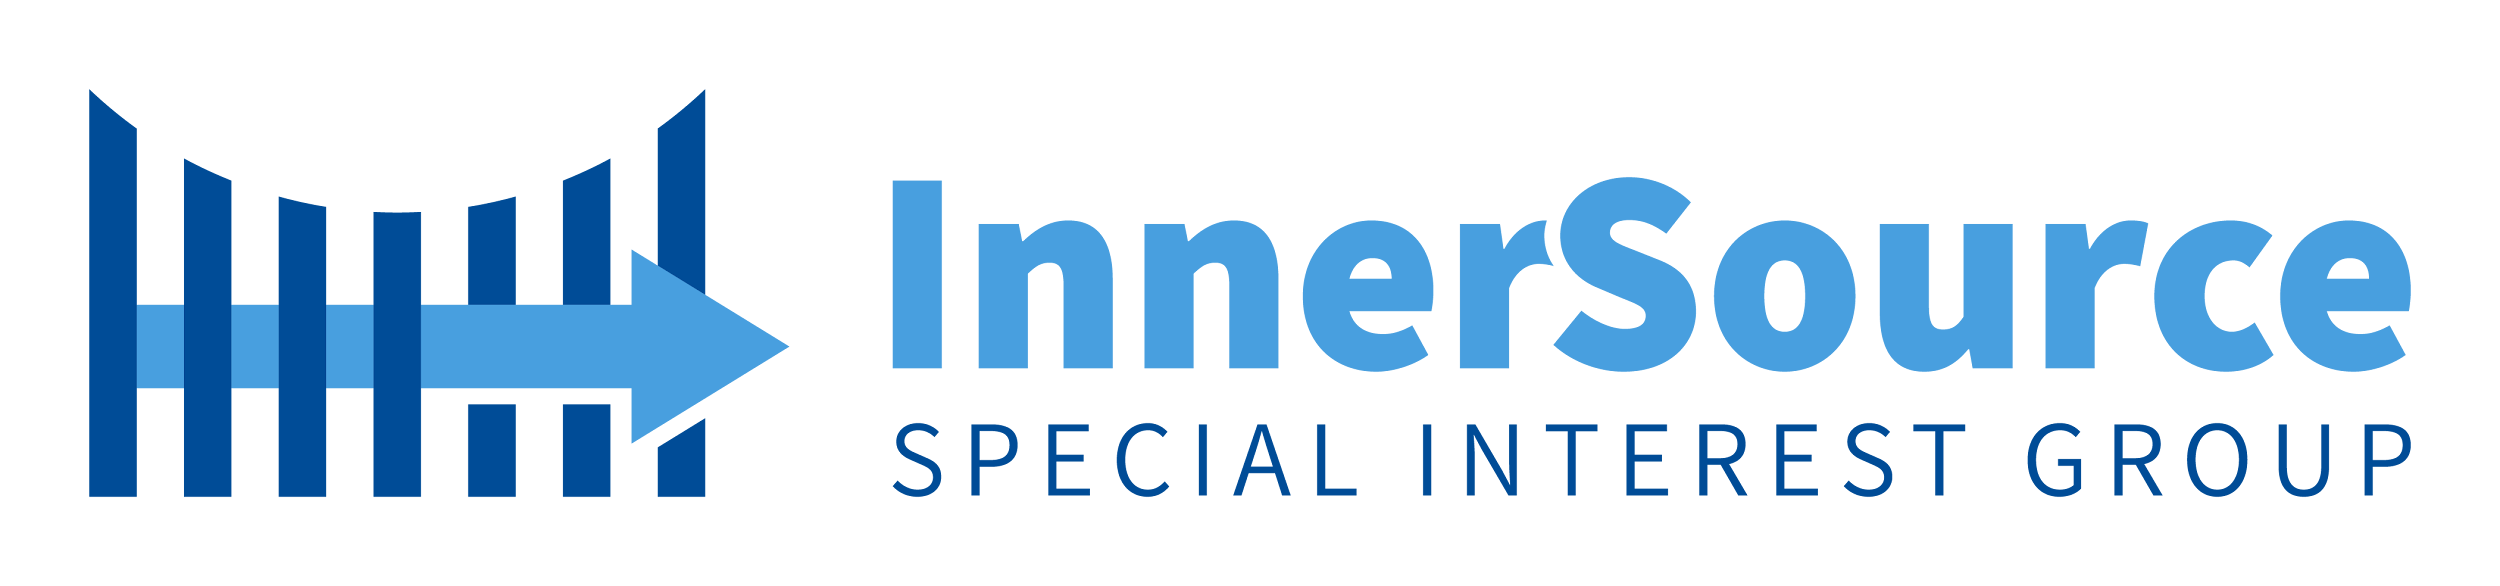 InnerSource
SPECIAL INTEREST GROUP